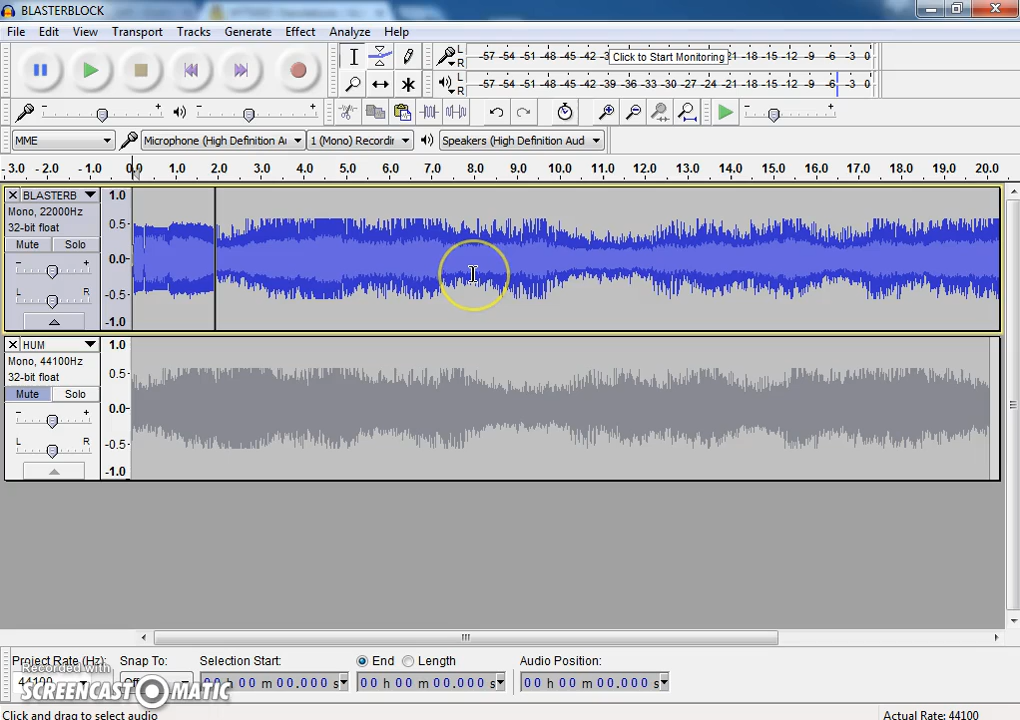 BLASTERBLOCK
File Edit View Transport Tracks Generate Effect Analyze Help
L R -57 -54 -51 -48 -45 -42 - Click to Start Monitoring 21 -18 -15 -12 -9 -6 -3 0
L R -57 -54 -51 -48 -45 -42 -39 -36 -33 -30 -27 -24 -21 -18 -15 -12 -9 -6 -3 0
- + - + - +
MME Microphone (High Definition Au 1 (Mono) Recordir Speakers (High Definition Aud
-3.0 -2.0 -1.0 0.0 1.0 2.0 3.0 4.0 5.0 6.0 7.0 8.0 9.0 10.0 11.0 12.0 13.0 14.0 15.0 16.0 17.0 18.0 19.0 20.0
X BLASTERB 1.0
Mono, 22000Hz 0.5
32-bit float
Mute Solo 0.0
- +
L R -0.5
-1.0
X HUM 1.0
Mono, 44100Hz 0.5
32-bit float
Mute Solo 0.0
- +
L R -0.5
-1.0
Project Rate (Hz): Snap To: Selection Start: End Length Audio Position:
44100 Off 00 h 00 m 00.000 s 00 h 00 m 00.000 s 00 h 00 m 00.000 s
Recorded with
SCREENCAST-O-MATIC
Click and drag to select audio Actual Rate: 44100